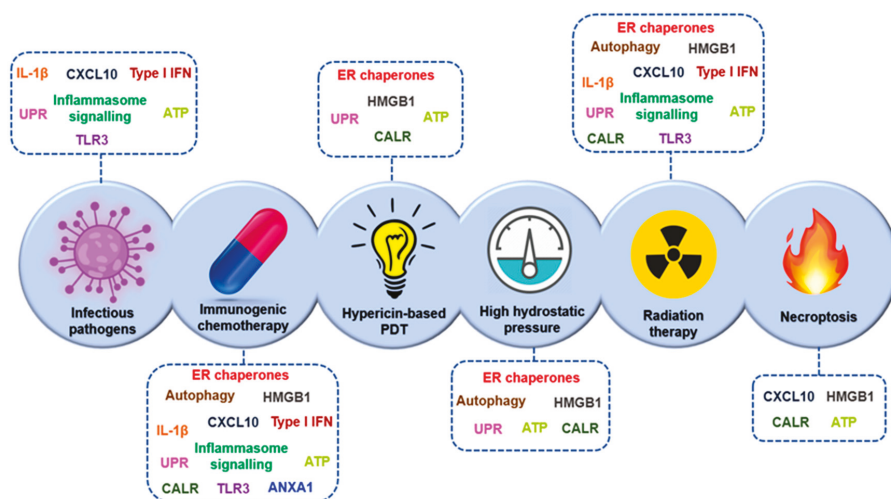 IL-1β CXCL10 Type I IFN
Inflammasome
UPR signalling ATP
TLR3
ER chaperones
HMGB1
UPR ATP
CALR
ER chaperones
Autophagy HMGB1
CXCL10 Type I IFN
IL-1β
Inflammasome
UPR signalling ATP
CALR TLR3
Infectious
pathogens
Immunogenic
chemotherapy
Hypericin-based
PDT
High hydrostatic
pressure
Radiation
therapy
Necroptosis
ER chaperones
Autophagy HMGB1
CXCL10 Type I IFN
IL-1β
Inflammasome
UPR signalling ATP
CALR TLR3 ANXA1
ER chaperones
Autophagy HMGB1
UPR ATP CALR
CXCL10 HMGB1
CALR ATP